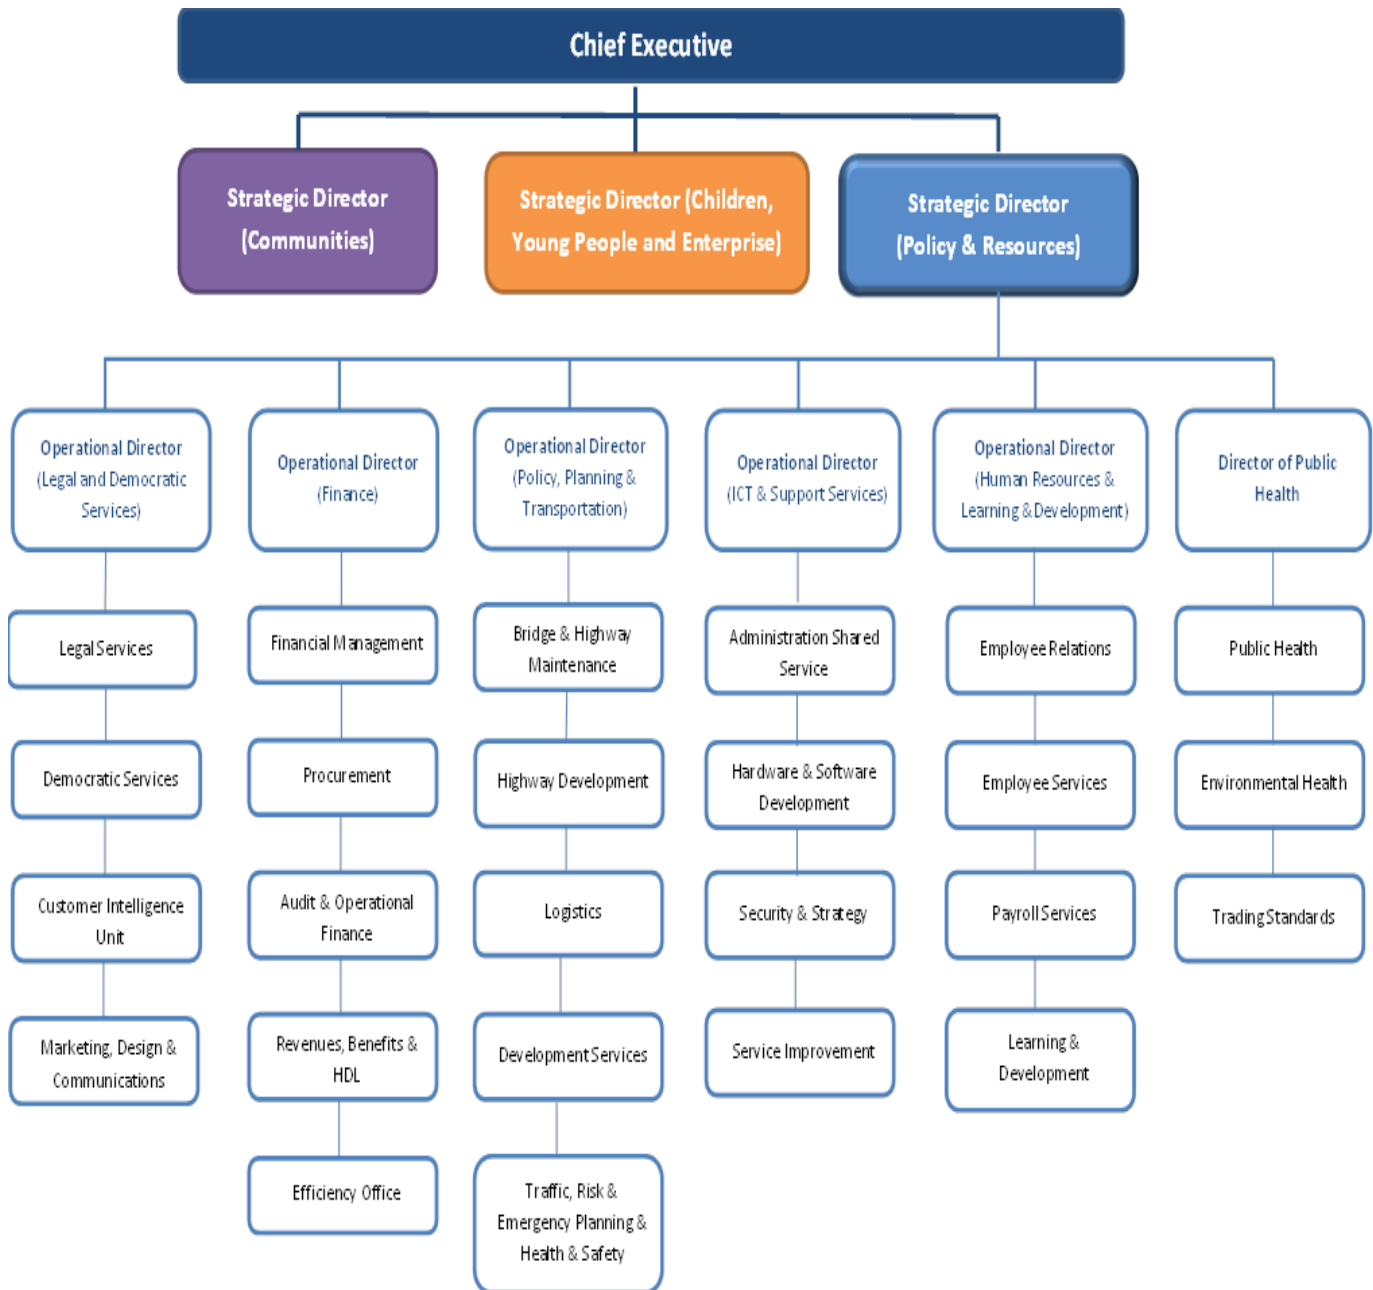 Chief Executive
Strategic Director
(Communities)
Strategic Director (Children,
Young People and Enterprise)
Strategic Director
(Policy & Resources)
Operational Director
(Legal and Democratic
Services)
Operational Director
(Finance)
Operational Director
(Policy, Planning &
Transportation)
Operational Director
(ICT & Support Services)
Operational Director
(Human Resources &
Learning & Development)
Director of Public
Health
Legal Services
Financial Management
Bridge & Highway
Maintenance
Administration Shared
Service
Employee Relations
Public Health
Democratic Services
Procurement
Highway Development
Hardware & Software
Development
Employee Services
Environmental Health
Customer Intelligence
Unit
Audit & Operational
Finance
Logistics
Security & Strategy
Payroll Services
Trading Standards
Marketing, Design &
Communications
Revenues, Benefits &
HDL
Development Services
Service Improvement
Learning &
Development
Efficiency Office
Traffic, Risk &
Emergency Planning &
Health & Safety